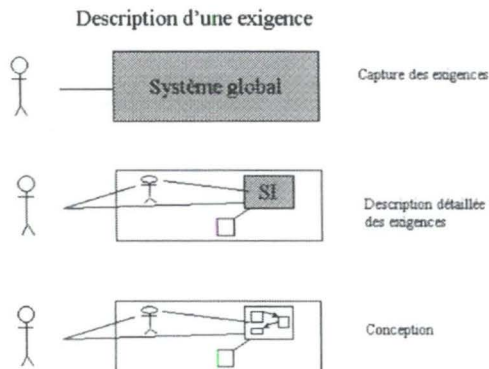 Description d'une exigence
Système global
Capture des exigences
SI
Description détaillée
des exigences
Conception